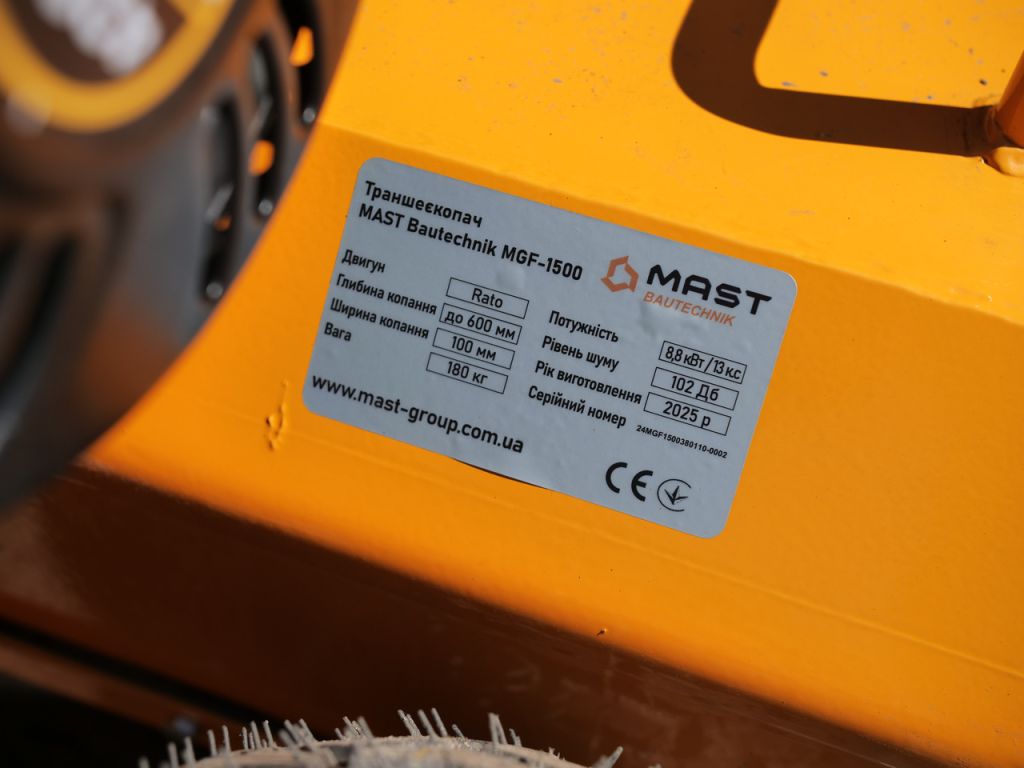 Траншеєкопач
MAST Bautechnik MGF-1500
MAST
BAUTECHNIK
Двигун Rato
Глибина копання до 600 мм
Ширина копання 100 мм
Вага 180 кг
Потужність 8,8 кВт/13 к.с
Рівень шуму 102 Дб
Рік виготовлення 2025 р
Серійний номер 24MGF1500380110-0002
www.mast-group.com.ua
CE